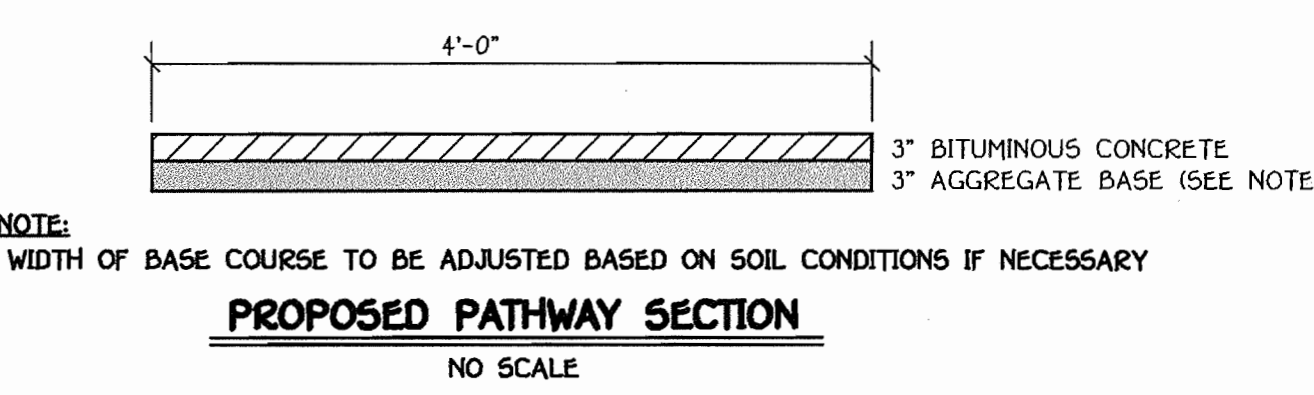 4'-0"
3" BITUMINOUS CONCRETE
3" AGGREGATE BASE (SEE NOTE
NOTE:
WIDTH OF BASE COURSE TO BE ADJUSTED BASED ON SOIL CONDITIONS IF NECESSARY
PROPOSED PATHWAY SECTION
NO SCALE